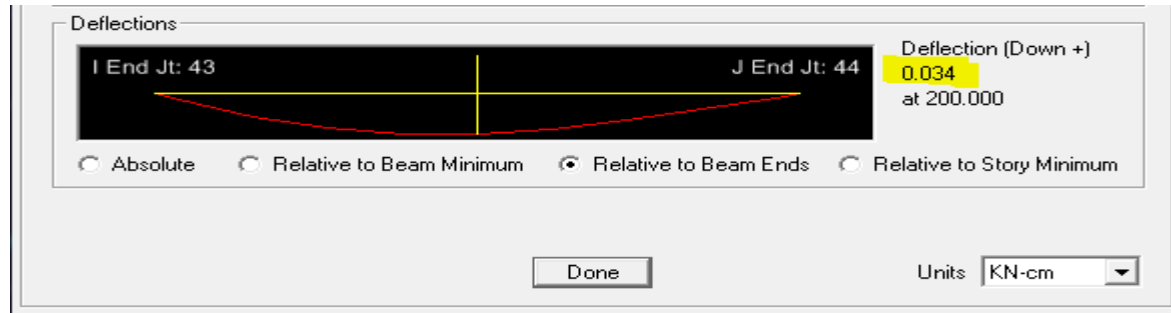 Deflections
I End Jt: 43
J End Jt: 44
Deflection (Down +)
0.034
at 200.000
Absolute
Relative to Beam Minimum
Relative to Beam Ends
Relative to Story Minimum
Done
Units KN-cm